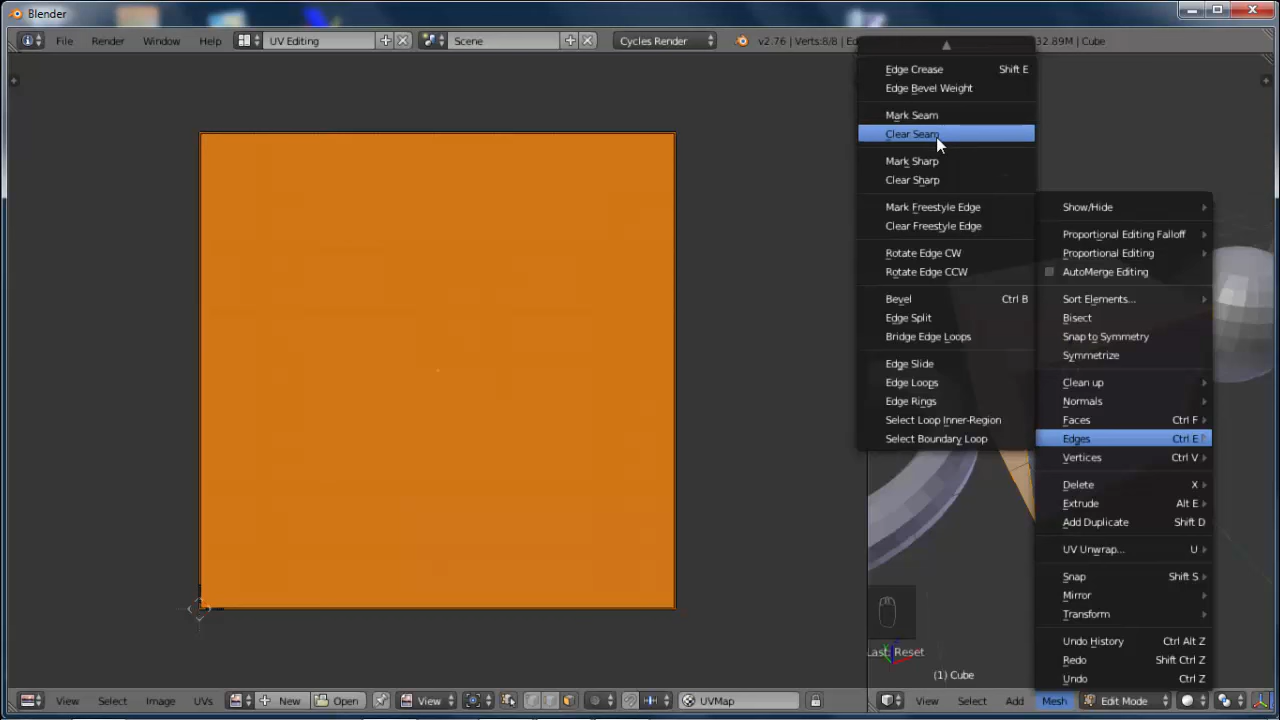 Blender
File Render Window Help UV Editing Scene Cycles Render v2.76 | Verts:8/8 | 32.89M | Cube
Edge Crease Shift E
Edge Bevel Weight
Mark Seam
Clear Seam
Mark Sharp
Clear Sharp
Mark Freestyle Edge
Clear Freestyle Edge
Rotate Edge CW
Rotate Edge CCW
Bevel Ctrl B
Edge Split
Bridge Edge Loops
Edge Slide
Edge Loops
Edge Rings
Select Loop Inner-Region
Select Boundary Loop
Show/Hide
Proportional Editing Falloff
Proportional Editing
AutoMerge Editing
Sort Elements...
Bisect
Snap to Symmetry
Symmetrize
Clean up
Normals
Faces Ctrl F
Edges Ctrl E
Vertices Ctrl V
Delete X
Extrude Alt E
Add Duplicate Shift D
UV Unwrap... U
Snap Shift S
Mirror
Transform
Undo History Ctrl Alt Z
Redo Shift Ctrl Z
Undo Ctrl Z
Last: Reset
(1) Cube
View Select Image UVs New Open View UVMap
View Select Add Mesh Edit Mode